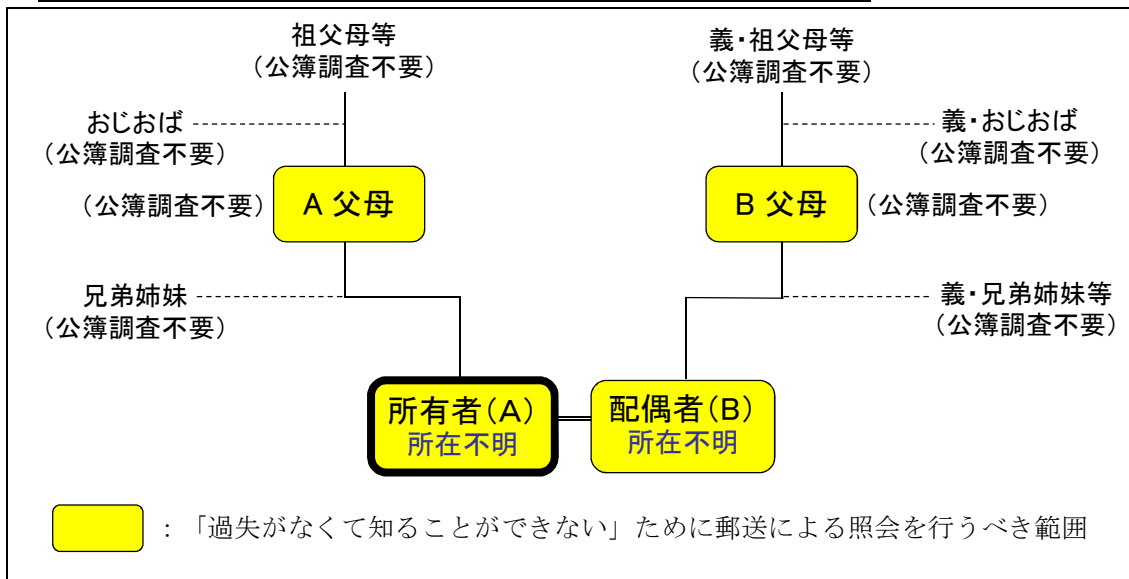 祖父母等
(公簿調査不要)
義・祖父母等
(公簿調査不要)
おじおば
(公簿調査不要)
義・おじおば
(公簿調査不要)
(公簿調査不要)
A 父母
B 父母
(公簿調査不要)
兄弟姉妹
(公簿調査不要)
義・兄弟姉妹等
(公簿調査不要)
所有者(A)
所在不明
配偶者(B)
所在不明
:「過失がなくて知ることができない」ために郵送による照会を行うべき範囲